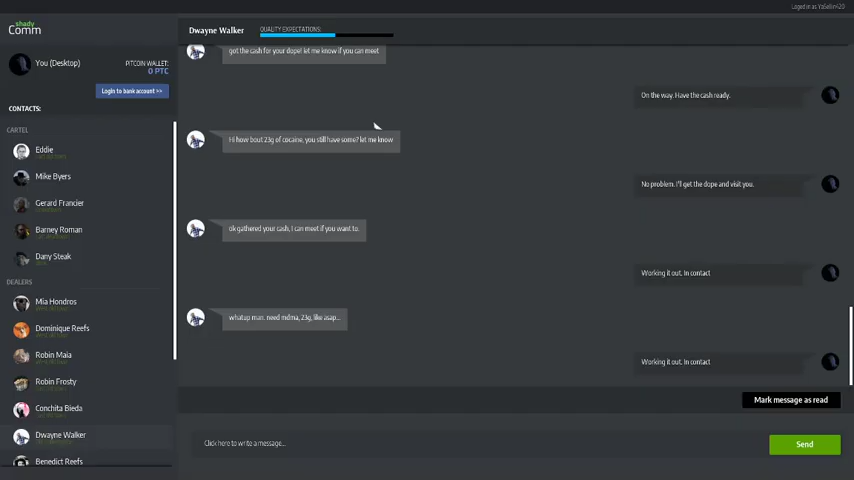 Logged in as YaSellin420
shady
Comm
Dwayne Walker
QUALITY EXPECTATIONS:
You (Desktop)
PITCOIN WALLET:
0 PTC
Login to bank account >>
CONTACTS:
CARTEL
Eddie
Mike Byers
Gerard Francier
Barney Roman
Dany Steak
DEALERS
Mia Hondros
Dominique Reefs
Robin Maia
Robin Frosty
Conchita Bieda
Dwayne Walker
Benedict Reefs
got the cash for your dope! let me know if you can meet
On the way. Have the cash ready.
Hi how bout 23g of cocaine, you still have some? let me know
No problem. I'll get the dope and visit you.
ok gathered your cash, I can meet if you want to.
Working it out. In contact
whatup man. need mdma, 23g, like asap...
Working it out. In contact
Mark message as read
Click here to write a message...
Send